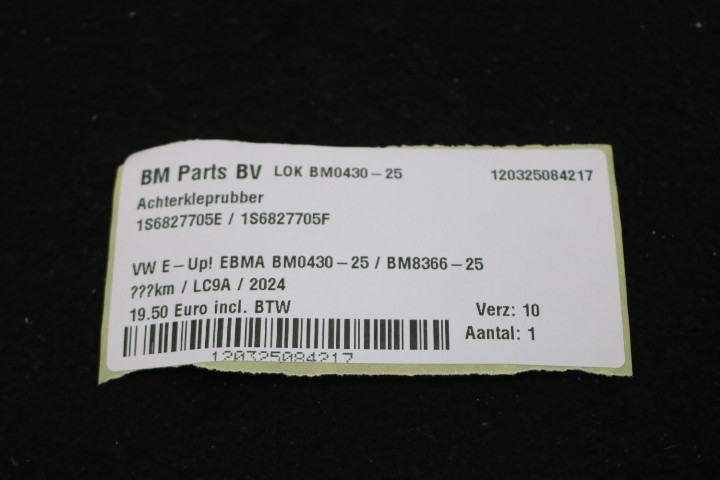 BM Parts BV LOK BM0430-25 120325084217
Achterkleprubber
1S6827705E / 1S6827705F
VW E-Up! EBMA BM0430-25 / BM8366-25
???km / LC9A / 2024
19.50 Euro incl. BTW Verz: 10
Aantal: 1
120325084217